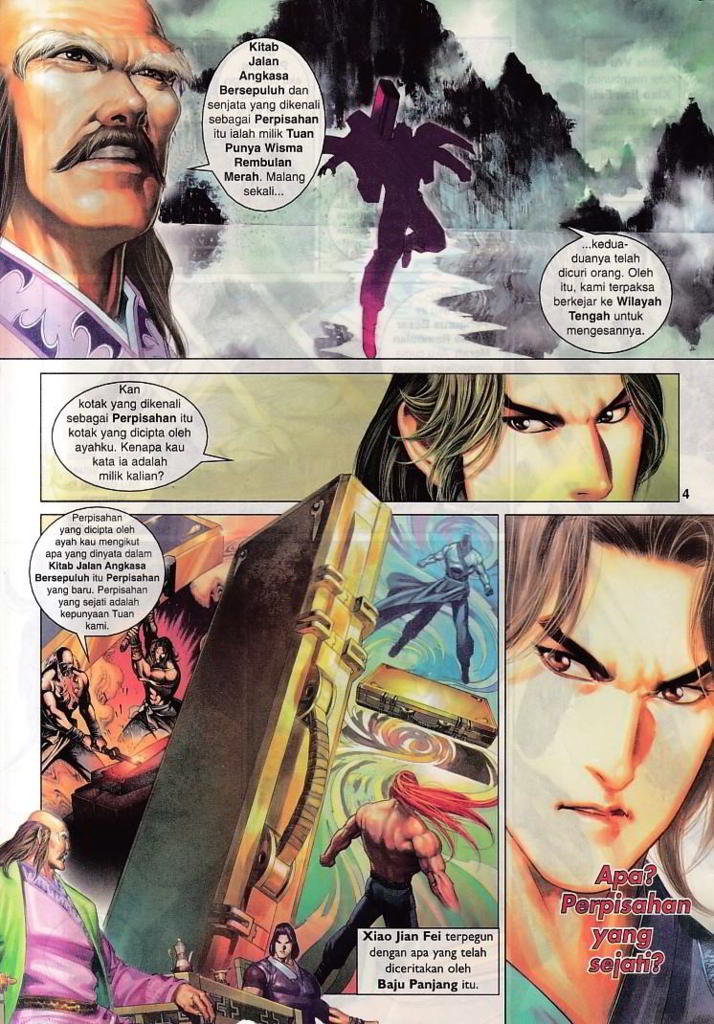 Kitab
Jalan
Angkasa
Bersepuluh dan
senjata yang dikenali
sebagai Perpisahan
itu ialah milik Tuan
Punya Wisma
Rembulan
Merah. Malang
sekali...
...kedua-
duanya telah
dicuri orang. Oleh
itu, kami terpaksa
berkejar ke Wilayah
Tengah untuk
mengesannya.
Kan
kotak yang dikenali
sebagai Perpisahan itu
kotak yang dicipta oleh
ayahku. Kenapa kau
kata ia adalah
milik kalian?
4
Perpisahan
yang dicipta oleh
ayah kau mengikut
apa yang dinyata dalam
Kitab Jalan Angkasa
Bersepuluh itu Perpisahan
yang baru. Perpisahan
yang sejati adalah
kepunyaan Tuan
kami.
Xiao Jian Fei terpegun
dengan apa yang telah
diceritakan oleh
Baju Panjang itu.
Apa?
Perpisahan
yang
sejati?